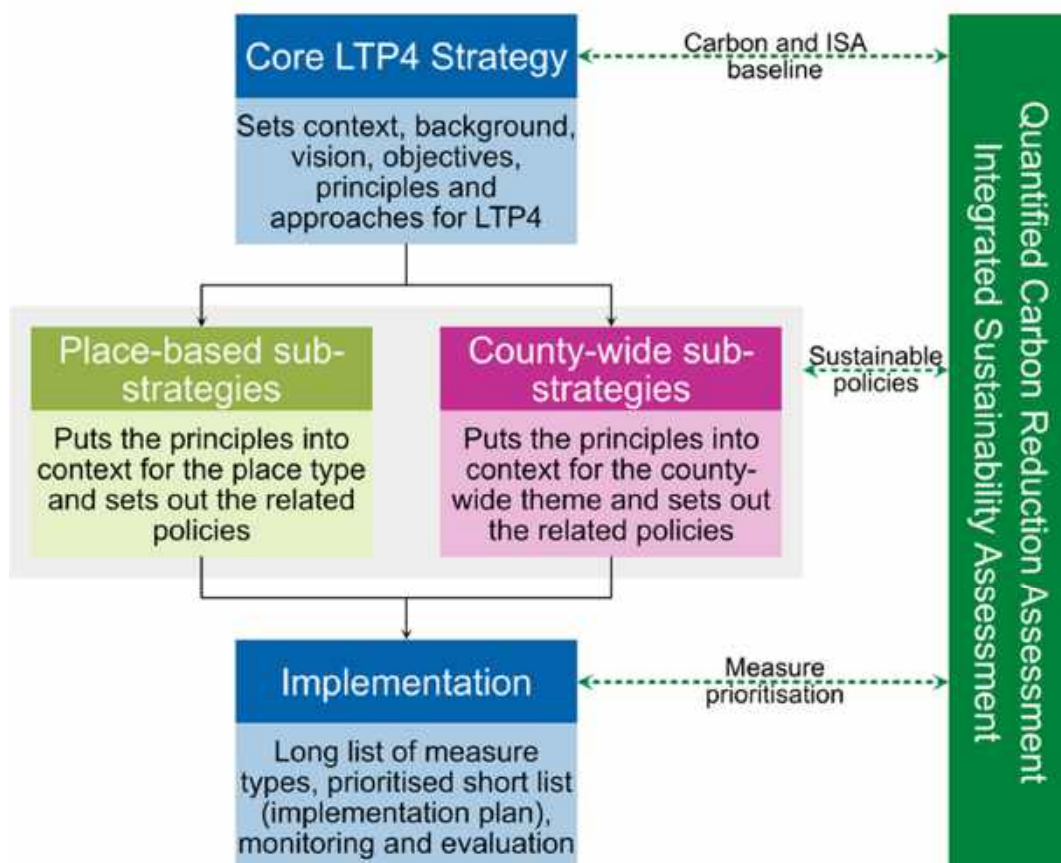 Core LTP4 Strategy
Sets context, background,
vision, objectives,
principles and
approaches for LTP4
Carbon and ISA
baseline
Place-based sub-
strategies
Puts the principles into
context for the place type
and sets out the related
policies
County-wide sub-
strategies
Puts the principles into
context for the county-
wide theme and sets out
the related policies
Sustainable
policies
Implementation
Long list of measure
types, prioritised short list
(implementation plan),
monitoring and evaluation
Measure
prioritisation
Quantified Carbon Reduction Assessment
Integrated Sustainability Assessment